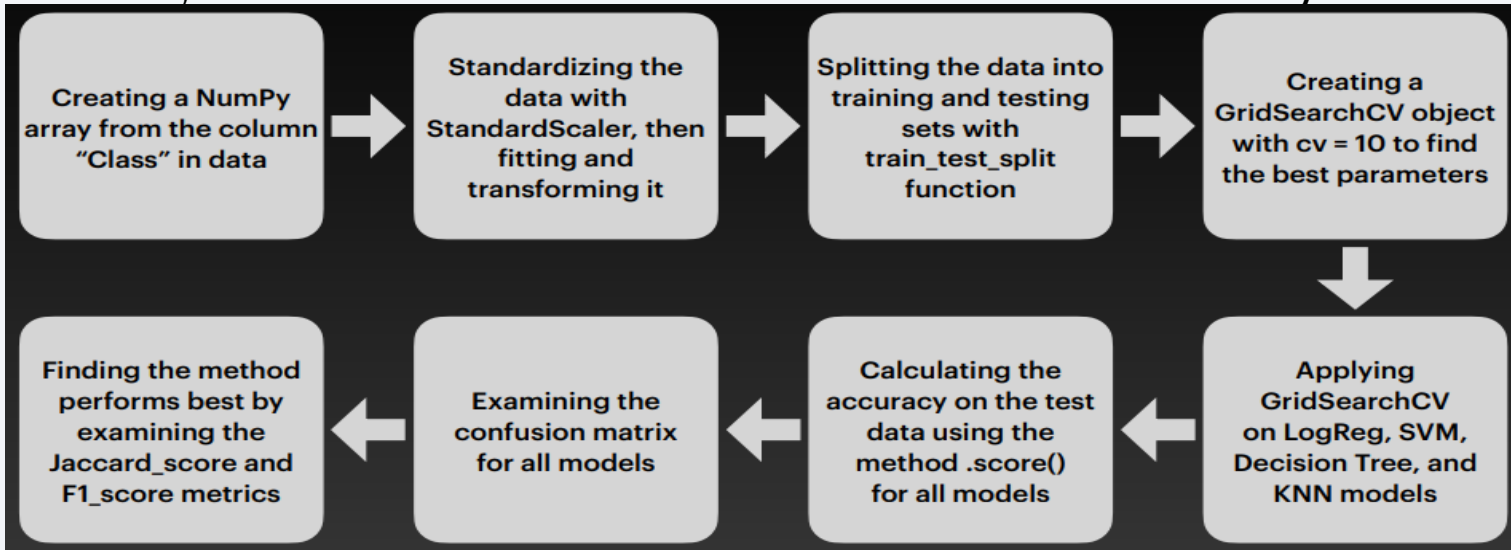 Creating a NumPy
array from the column
“Class” in data
Standardizing the
data with
StandardScaler, then
fitting and
transforming it
Splitting the data into
training and testing
sets with
train_test_split
function
Creating a
GridSearchCV object
with cv = 10 to find
the best parameters
Applying
GridSearchCV
on LogReg, SVM,
Decision Tree, and
KNN models
Calculating the
accuracy on the test
data using the
method .score()
for all models
Examining the
confusion matrix
for all models
Finding the method
performs best by
examining the
Jaccard_score and
F1_score metrics